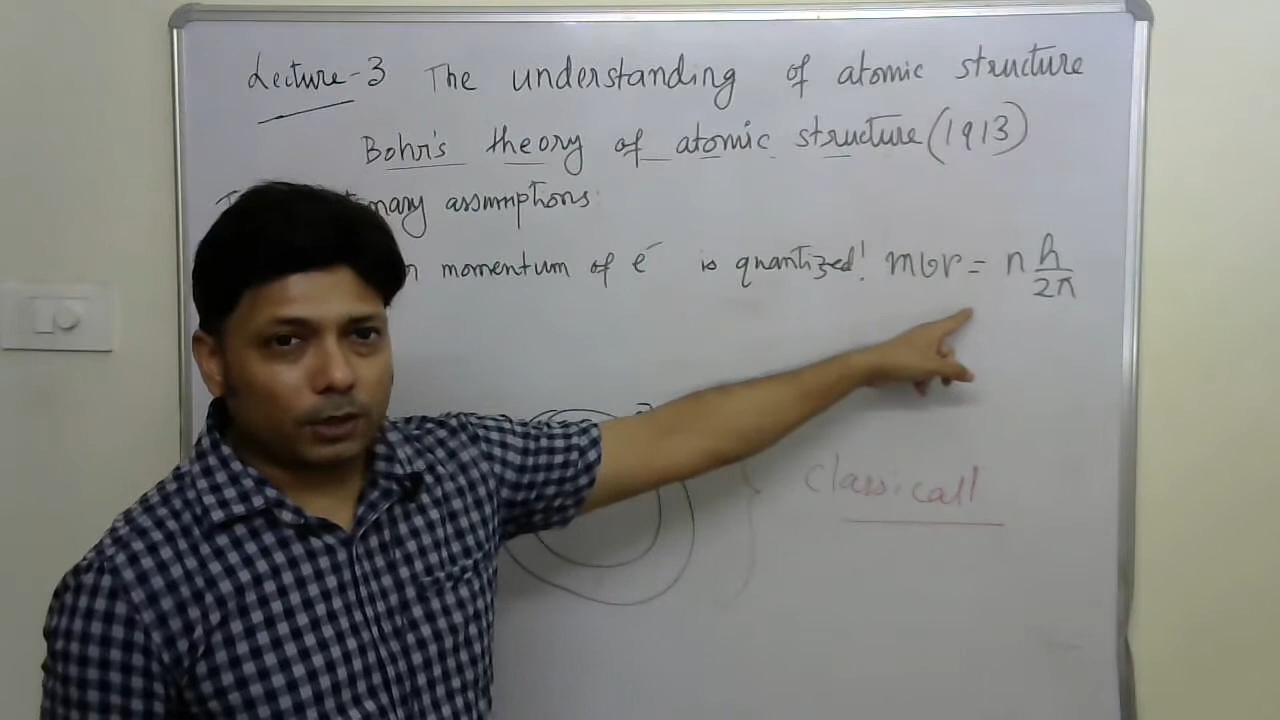 Lecture-3 The understanding of atomic structure
Bohr's theory of atomic structure (1913)
assumptions
momentum of e⁻ is quantized! mvr = n h/2π
Classicall